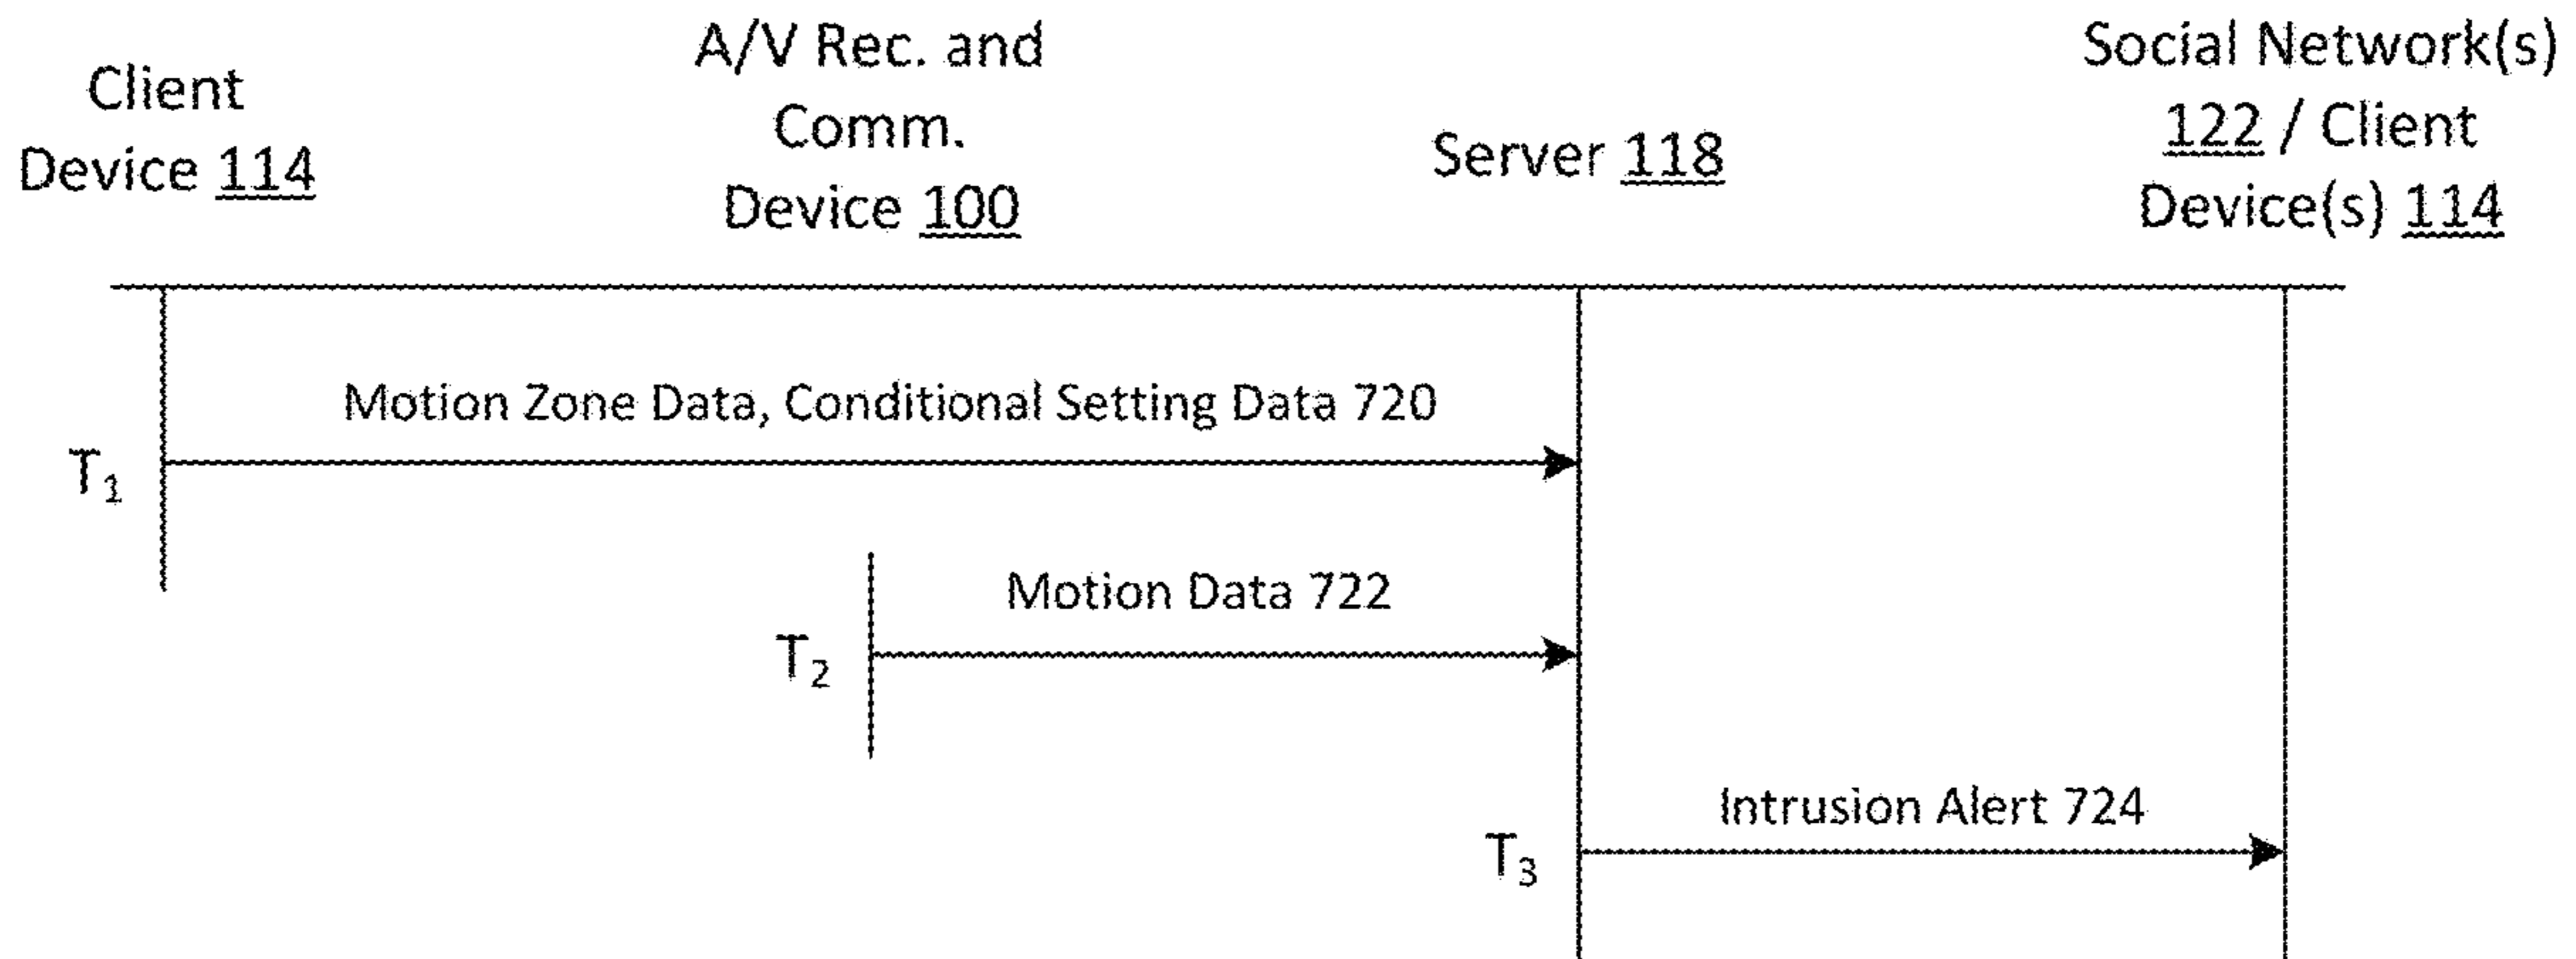 Client
Device 114
A/V Rec. and
Comm.
Device 100
Server 118
Social Network(s)
122 / Client
Device(s) 114
Motion Zone Data, Conditional Setting Data 720
T1
Motion Data 722
T2
Intrusion Alert 724
T3